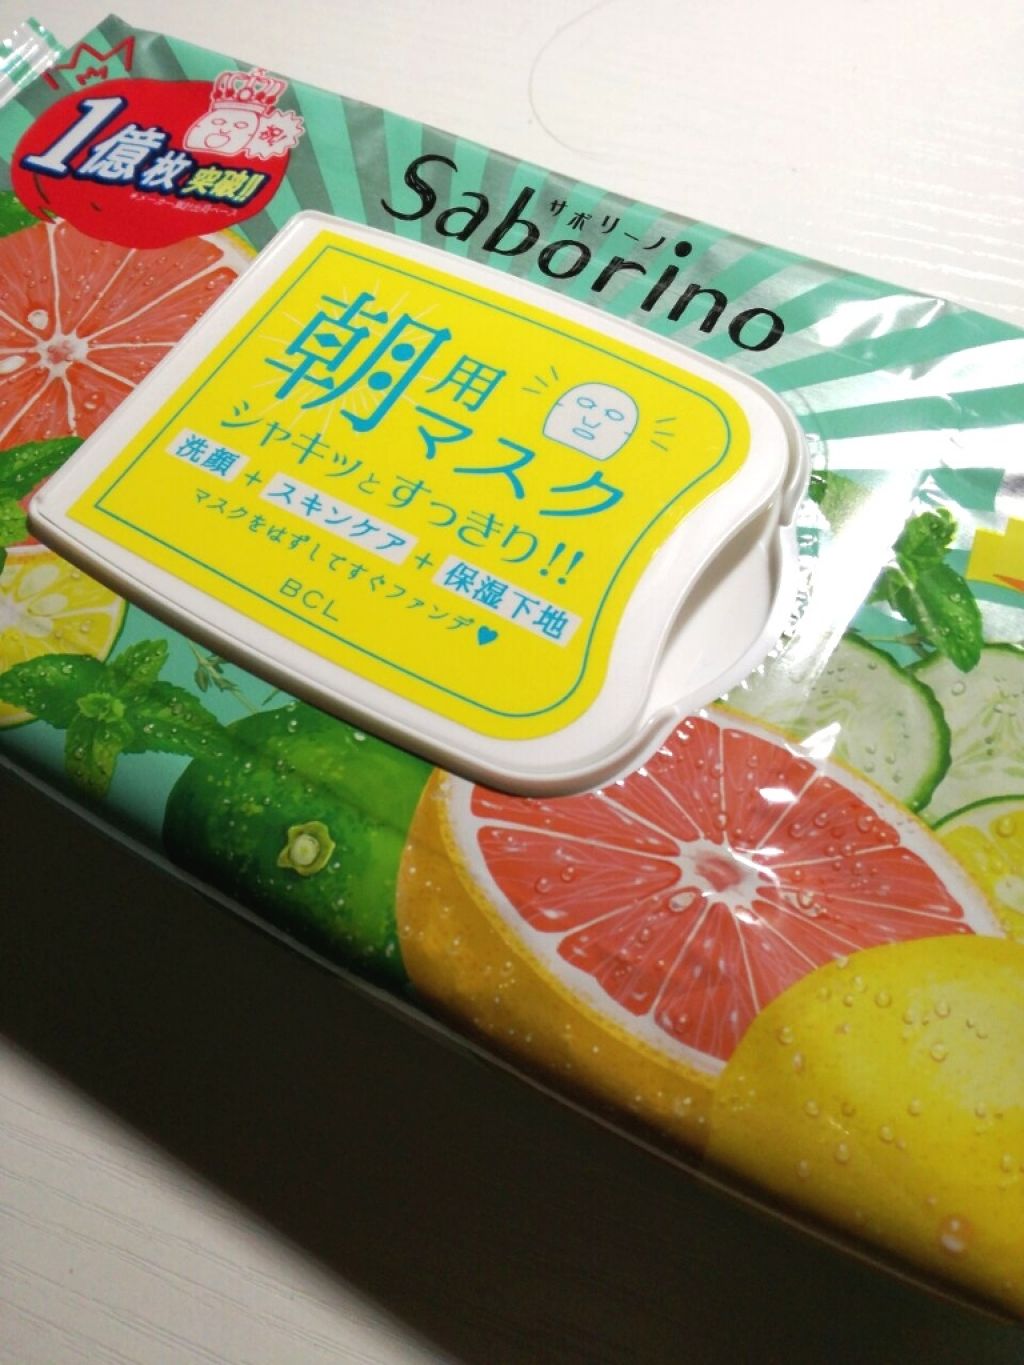 1億枚突破!!
祝!
Saborino
サボリーノ
朝用マスク
シャキッとすっきり!!
洗顔+スキンケア+保湿下地
マスクをはずしてすぐファンデ♥
BCL